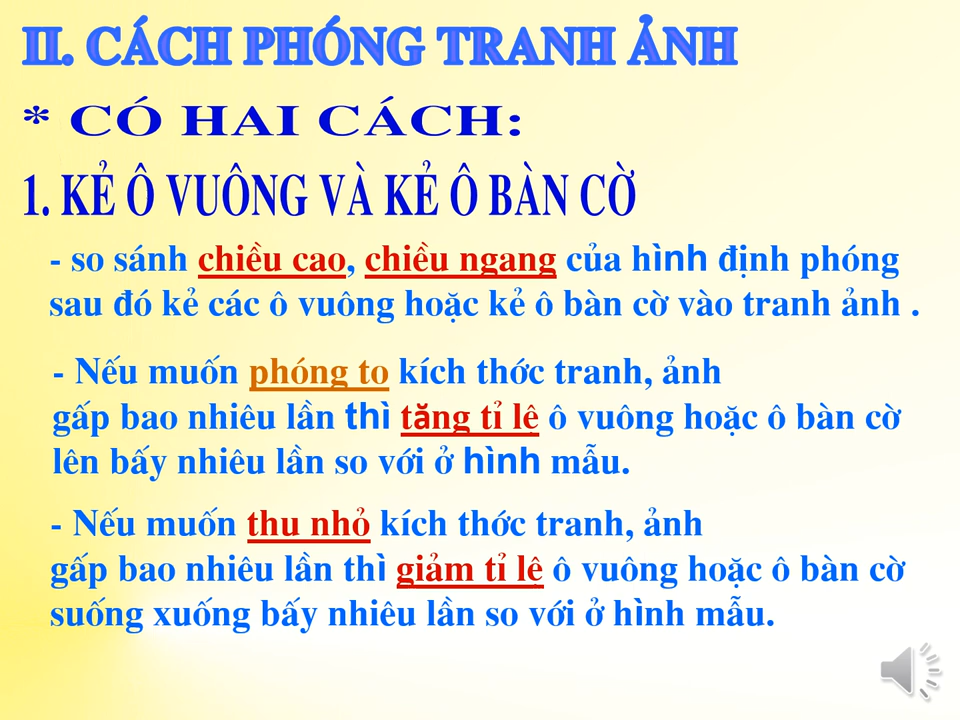 II. CÁCH PHÓNG TRANH ẢNH
* CÓ HAI CÁCH:
1. KẺ Ô VUÔNG VÀ KẺ Ô BÀN CỜ
- so sánh chiều cao, chiều ngang của hình định phóng
sau đó kẻ các ô vuông hoặc kẻ ô bàn cờ vào tranh ảnh .
- Nếu muốn phóng to kích thớc tranh, ảnh
gấp bao nhiêu lần thì tăng tỉ lệ ô vuông hoặc ô bàn cờ
lên bấy nhiêu lần so với ở hình mẫu.
- Nếu muốn thu nhỏ kích thớc tranh, ảnh
gấp bao nhiêu lần thì giảm tỉ lệ ô vuông hoặc ô bàn cờ
suống xuống bấy nhiêu lần so với ở hình mẫu.